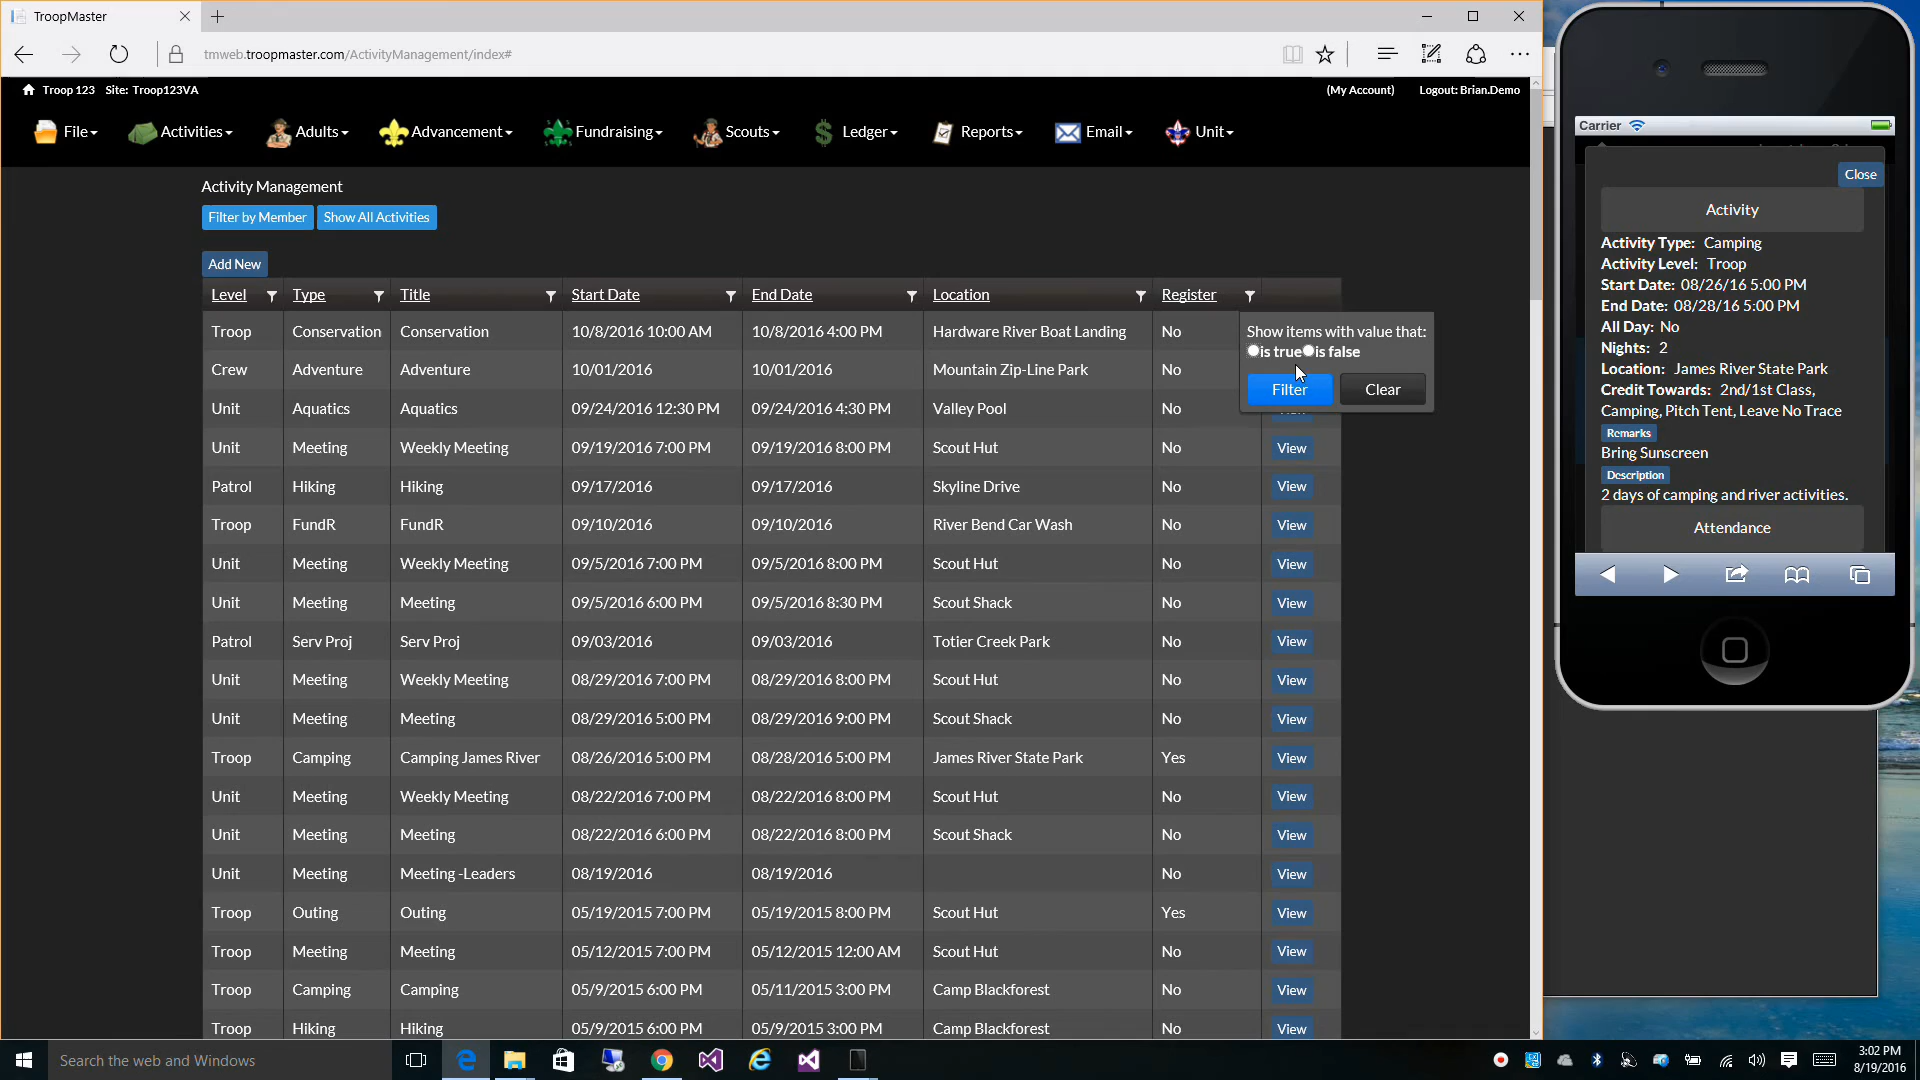 TroopMaster
tmweb.troopmaster.com/ActivityManagement/index#
Troop 123 Site: Troop123VA (My Account) Logout: Brian.Demo
File Activities Adults Advancement Fundraising Scouts Ledger Reports Email Unit
Activity Management
Filter by Member Show All Activities
Add New
Level Type Title Start Date End Date Location Register
Troop Conservation Conservation 10/8/2016 10:00 AM 10/8/2016 4:00 PM Hardware River Boat Landing No
Crew Adventure Adventure 10/01/2016 10/01/2016 Mountain Zip-Line Park No
Unit Aquatics Aquatics 09/24/2016 12:30 PM 09/24/2016 4:30 PM Valley Pool No
Unit Meeting Weekly Meeting 09/19/2016 7:00 PM 09/19/2016 8:00 PM Scout Hut No View
Patrol Hiking Hiking 09/17/2016 09/17/2016 Skyline Drive No View
Troop FundR FundR 09/10/2016 09/10/2016 River Bend Car Wash No View
Unit Meeting Weekly Meeting 09/5/2016 7:00 PM 09/5/2016 8:00 PM Scout Hut No View
Unit Meeting Meeting 09/5/2016 6:00 PM 09/5/2016 8:30 PM Scout Shack No View
Patrol Serv Proj Serv Proj 09/03/2016 09/03/2016 Totier Creek Park No View
Unit Meeting Weekly Meeting 08/29/2016 7:00 PM 08/29/2016 8:00 PM Scout Hut No View
Unit Meeting Meeting 08/29/2016 5:00 PM 08/29/2016 9:00 PM Scout Shack No View
Troop Camping Camping James River 08/26/2016 5:00 PM 08/28/2016 5:00 PM James River State Park Yes View
Unit Meeting Weekly Meeting 08/22/2016 7:00 PM 08/22/2016 8:00 PM Scout Hut No View
Unit Meeting Meeting 08/22/2016 6:00 PM 08/22/2016 8:00 PM Scout Shack No View
Unit Meeting Meeting -Leaders 08/19/2016 08/19/2016 No View
Troop Outing Outing 05/19/2015 7:00 PM 05/19/2015 8:00 PM Scout Hut Yes View
Troop Meeting Meeting 05/12/2015 7:00 PM 05/12/2015 12:00 AM Scout Hut No View
Troop Camping Camping 05/9/2015 6:00 PM 05/11/2015 3:00 PM Camp Blackforest No View
Troop Hiking Hiking 05/9/2015 6:00 PM 05/9/2015 3:00 PM Camp Blackforest No View
Show items with value that:
is true is false
Filter Clear
Carrier
Close
Activity
Activity Type: Camping
Activity Level: Troop
Start Date: 08/26/16 5:00 PM
End Date: 08/28/16 5:00 PM
All Day: No
Nights: 2
Location: James River State Park
Credit Towards: 2nd/1st Class,
Camping, Pitch Tent, Leave No Trace
Remarks
Bring Sunscreen
Description
2 days of camping and river activities.
Attendance
Search the web and Windows
3:02 PM
8/19/2016